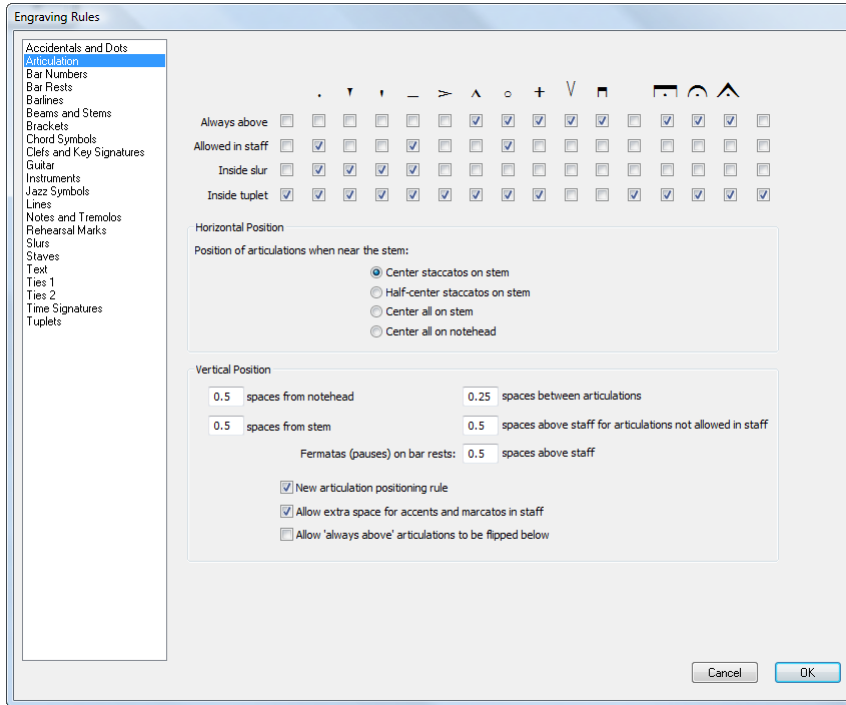 Engraving Rules
Accidentals and Dots
Articulation
Bar Numbers
Bar Rests
Barlines
Beams and Stems
Brackets
Chord Symbols
Clefs and Key Signatures
Guitar
Instruments
Jazz Symbols
Lines
Notes and Tremolos
Rehearsal Marks
Slurs
Staves
Text
Ties 1
Ties 2
Time Signatures
Tuplets
Always above
Allowed in staff
Inside slur
Inside tuplet
Horizontal Position
Position of articulations when near the stem:
Center staccatos on stem
Half-center staccatos on stem
Center all on stem
Center all on notehead
Vertical Position
0.5 spaces from notehead 0.25 spaces between articulations
0.5 spaces from stem 0.5 spaces above staff for articulations not allowed in staff
Fermatas (pauses) on bar rests: 0.5 spaces above staff
New articulation positioning rule
Allow extra space for accents and marcatos in staff
Allow 'always above' articulations to be flipped below
Cancel OK